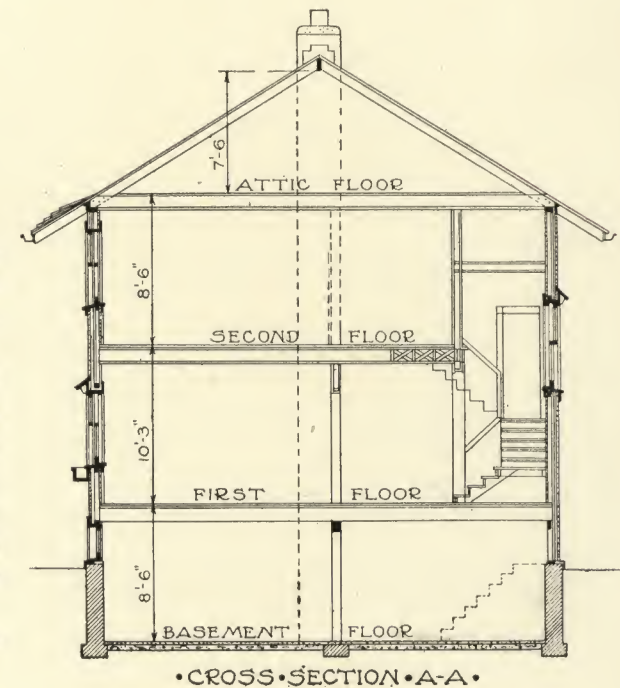 7'-6"
ATTIC FLOOR
8'-6"
SECOND FLOOR
10'-3"
FIRST FLOOR
8'-6"
BASEMENT FLOOR
•CROSS•SECTION•A-A•